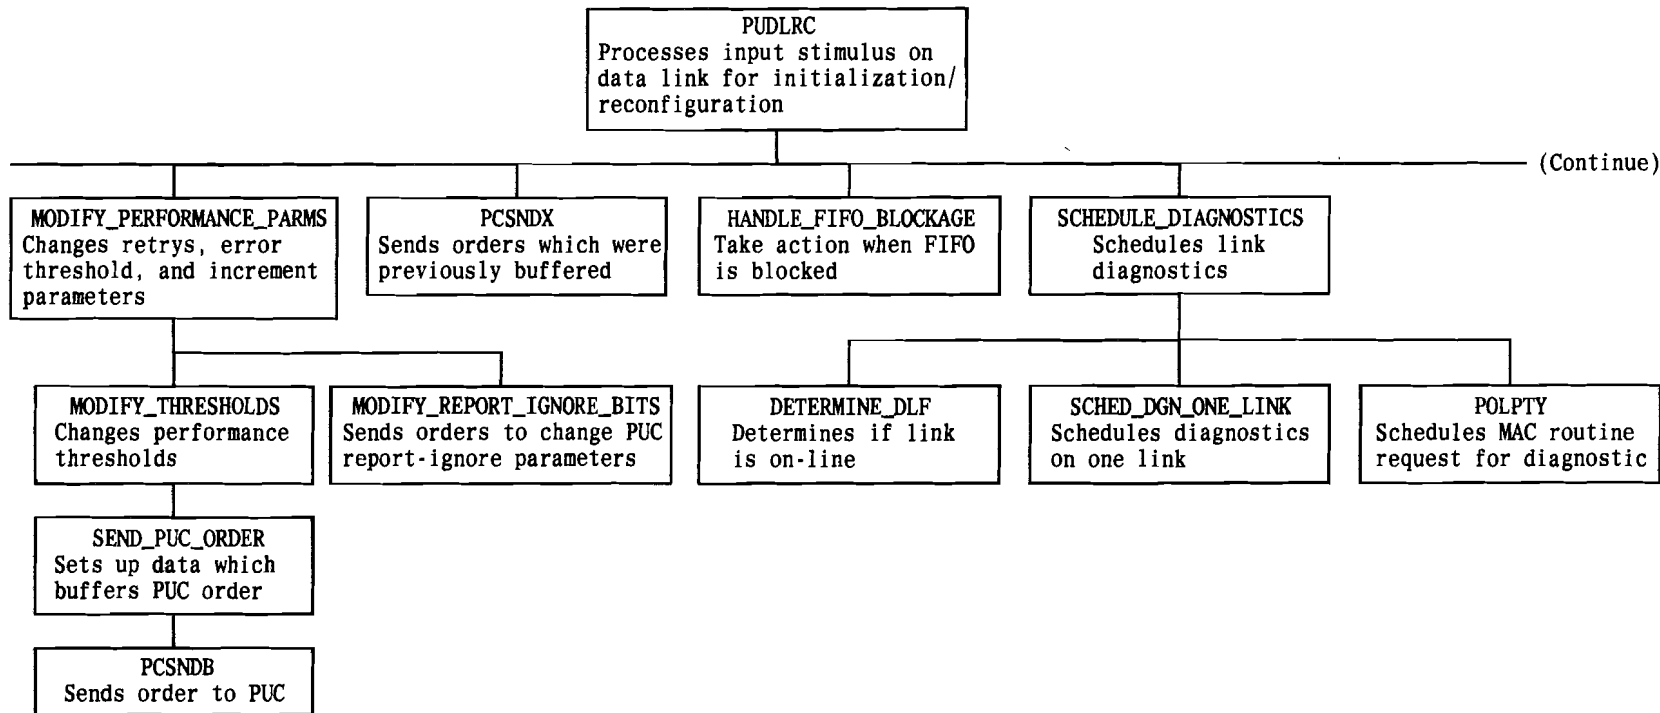 PUDLRC
Processes input stimulus on
data link for initialization/
reconfiguration
(Continue)
MODIFY_PERFORMANCE_PARMS
Changes retrys, error
threshold, and increment
parameters
PCSNDX
Sends orders which were
previously buffered
HANDLE_FIFO_BLOCKAGE
Take action when FIFO
is blocked
SCHEDULE_DIAGNOSTICS
Schedules link
diagnostics
MODIFY_THRESHOLDS
Changes performance
thresholds
MODIFY_REPORT_IGNORE_BITS
Sends orders to change PUC
report-ignore parameters
DETERMINE_DLF
Determines if link
is on-line
SCHED_DGN_ONE_LINK
Schedules diagnostics
on one link
POLPTY
Schedules MAC routine
request for diagnostic
SEND_PUC_ORDER
Sets up data which
buffers PUC order
PCSNDB
Sends order to PUC